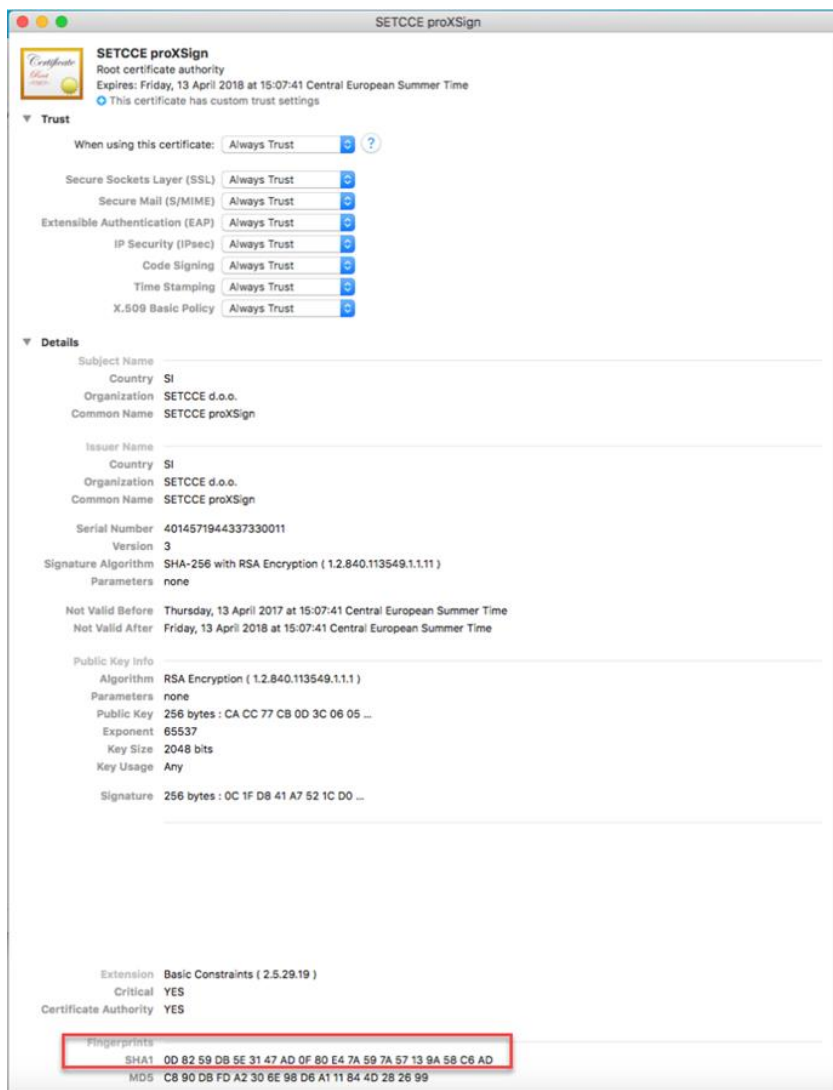 SETCCE proXSign
Certificate
Root
SETCCE proXSign
Root certificate authority
Expires: Friday, 13 April 2018 at 15:07:41 Central European Summer Time
This certificate has custom trust settings
Trust
When using this certificate: Always Trust ?
Secure Sockets Layer (SSL) Always Trust
Secure Mail (S/MIME) Always Trust
Extensible Authentication (EAP) Always Trust
IP Security (IPsec) Always Trust
Code Signing Always Trust
Time Stamping Always Trust
X.509 Basic Policy Always Trust
Details
Subject Name
Country SI
Organization SETCCE d.o.o.
Common Name SETCCE proXSign
Issuer Name
Country SI
Organization SETCCE d.o.o.
Common Name SETCCE proXSign
Serial Number 4014571944337330011
Version 3
Signature Algorithm SHA-256 with RSA Encryption ( 1.2.840.113549.1.1.11 )
Parameters none
Not Valid Before Thursday, 13 April 2017 at 15:07:41 Central European Summer Time
Not Valid After Friday, 13 April 2018 at 15:07:41 Central European Summer Time
Public Key Info
Algorithm RSA Encryption ( 1.2.840.113549.1.1.1 )
Parameters none
Public Key 256 bytes : CA CC 77 CB 0D 3C 06 05 ...
Exponent 65537
Key Size 2048 bits
Key Usage Any
Signature 256 bytes : 0C 1F D8 41 A7 52 1C D0 ...
Extension Basic Constraints ( 2.5.29.19 )
Critical YES
Certificate Authority YES
Fingerprints
SHA1 0D 82 59 DB 5E 31 47 AD 0F 80 E4 7A 59 7A 57 13 9A 58 C6 AD
MD5 C8 90 DB FD A2 30 6E 98 D6 A1 11 84 4D 28 26 99